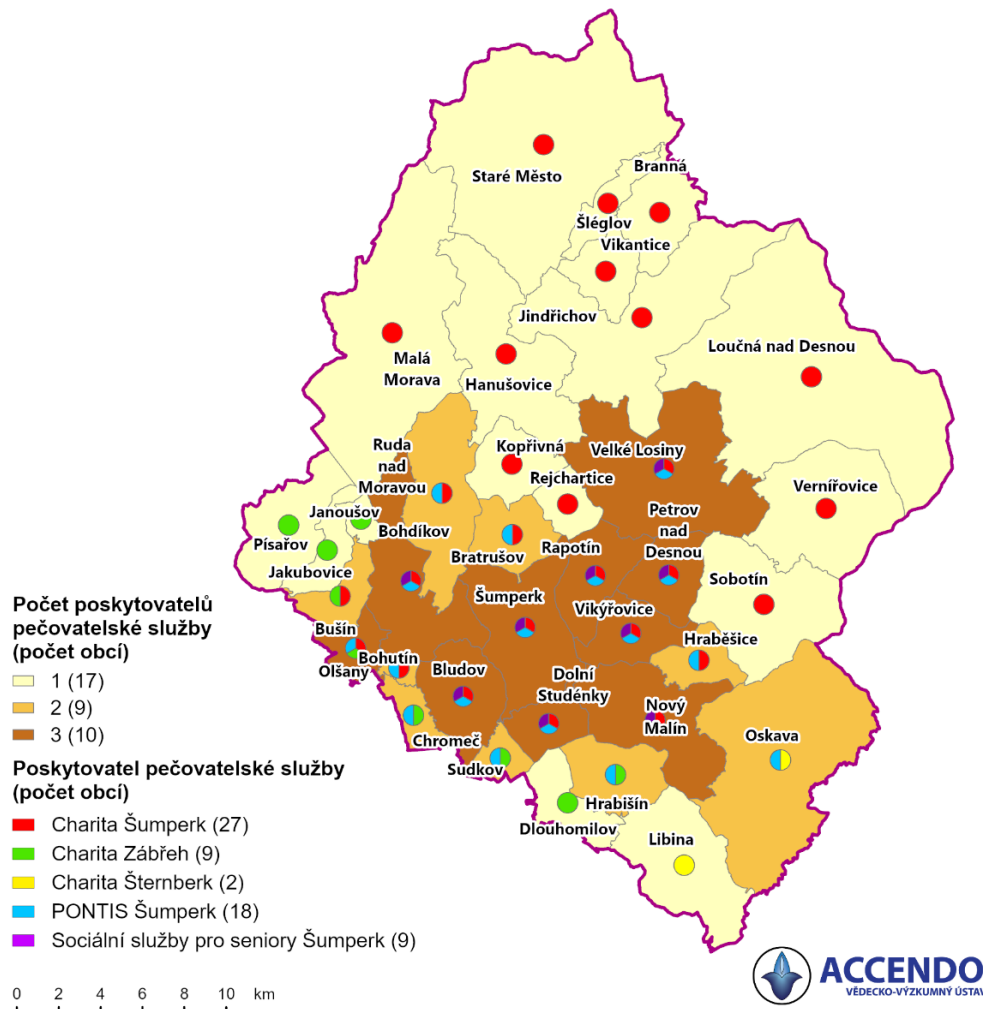 Branná
Staré Město
Šléglov
Vikantice
Jindřichov
Loučná nad Desnou
Malá
Morava
Hanušovice
Ruda
nad
Moravou
Kopřivná
Velké Losiny
Rejchartice
Vernířovice
Janoušov
Petrov
nad
Desnou
Písařov
Bohdíkov
Bratrušov
Rapotín
Jakubovice
Sobotín
Šumperk
Vikýřovice
Bušín
Hraběšice
Olšany
Bohutín
Bludov
Dolní
Studénky
Nový
Malín
Oskava
Chromeč
Sudkov
Hrabišín
Dlouhomilov
Libina
Počet poskytovatelů
pečovatelské služby
(počet obcí)
1 (17)
2 (9)
3 (10)
Poskytovatel pečovatelské služby
(počet obcí)
Charita Šumperk (27)
Charita Zábřeh (9)
Charita Šternberk (2)
PONTIS Šumperk (18)
Sociální služby pro seniory Šumperk (9)
0 2 4 6 8 10 km
ACCENDO
VĚDECKO-VÝZKUMNÝ ÚSTAV